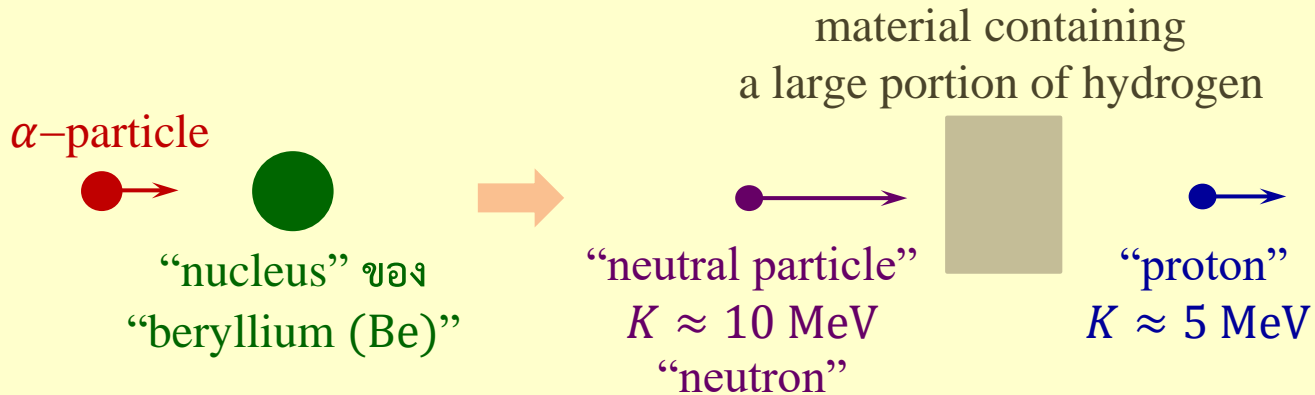 material containing
a large portion of hydrogen
α–particle
“nucleus” ของ
“beryllium (Be)”
“neutral particle”
K ≈ 10 MeV
“neutron”
“proton”
K ≈ 5 MeV